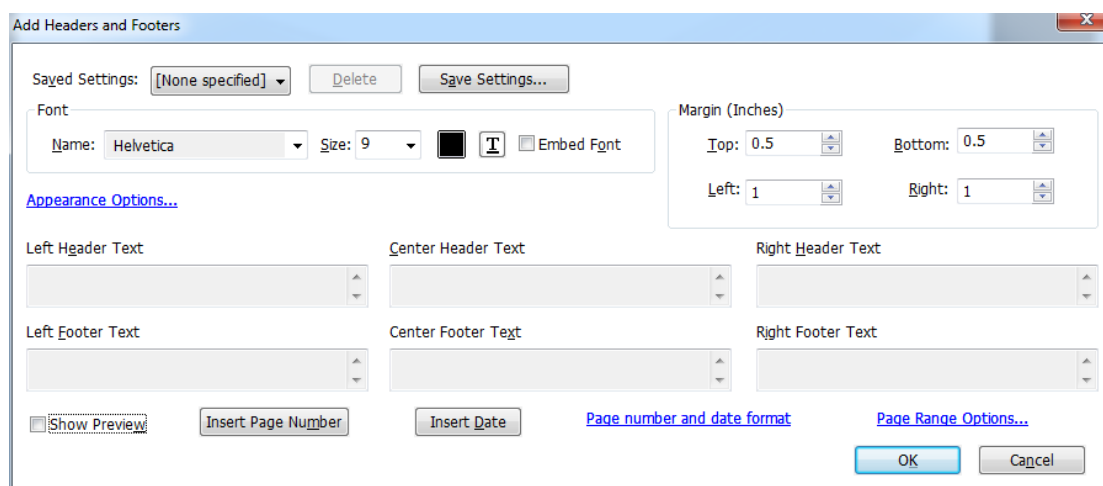 Add Headers and Footers
Saved Settings: [None specified] Delete Save Settings...
Font
Name: Helvetica Size: 9 T Embed Font
Margin (Inches)
Top: 0.5 Bottom: 0.5
Left: 1 Right: 1
Appearance Options...
Left Header Text Center Header Text Right Header Text
Left Footer Text Center Footer Text Right Footer Text
Show Preview Insert Page Number Insert Date Page number and date format Page Range Options...
OK Cancel